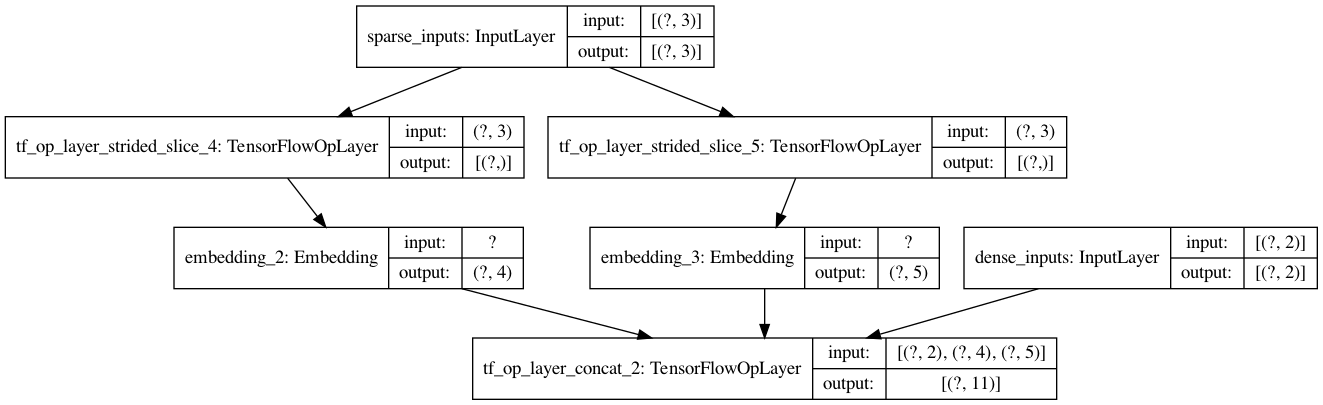 sparse_inputs: InputLayer
input: [(?, 3)]
output: [(?, 3)]
tf_op_layer_strided_slice_4: TensorFlowOpLayer
input: (?, 3)
output: [(?,)]
tf_op_layer_strided_slice_5: TensorFlowOpLayer
input: (?, 3)
output: [(?,)]
embedding_2: Embedding
input: ?
output: (?, 4)
embedding_3: Embedding
input: ?
output: (?, 5)
dense_inputs: InputLayer
input: [(?, 2)]
output: [(?, 2)]
tf_op_layer_concat_2: TensorFlowOpLayer
input: [(?, 2), (?, 4), (?, 5)]
output: [(?, 11)]